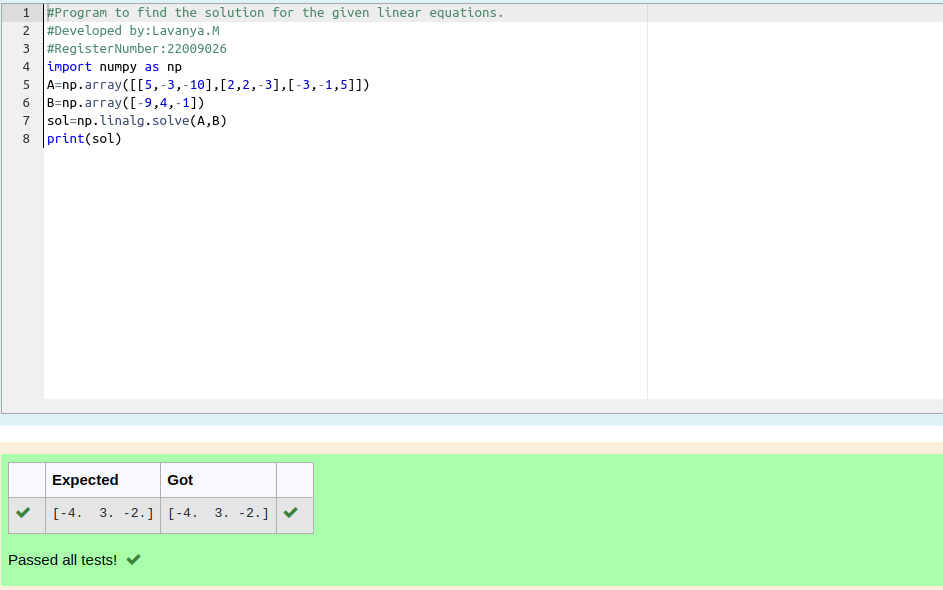 1 #Program to find the solution for the given linear equations.
2 #Developed by:Lavanya.M
3 #RegisterNumber:22009026
4 import numpy as np
5 A=np.array([[5,-3,-10],[2,2,-3],[-3,-1,5]])
6 B=np.array([-9,4,-1])
7 sol=np.linalg.solve(A,B)
8 print(sol)
Expected Got
[-4.  3. -2.] [-4.  3. -2.]
Passed all tests!